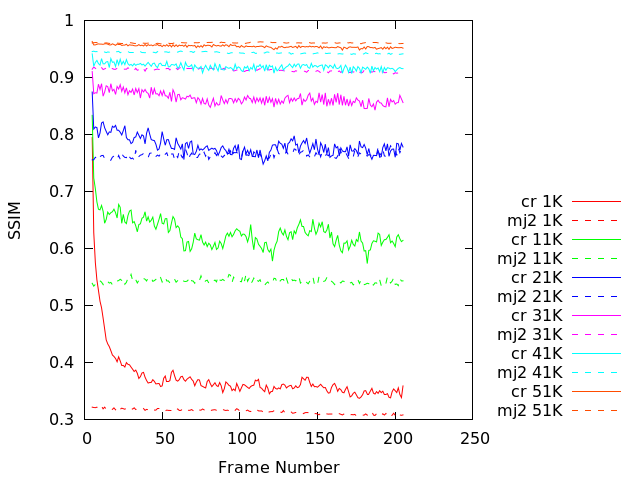 1
0.9
0.8
0.7
0.6
0.5
0.4
0.3
SSIM
0 50 100 150 200 250
Frame Number
cr 1K
mj2 1K
cr 11K
mj2 11K
cr 21K
mj2 21K
cr 31K
mj2 31K
cr 41K
mj2 41K
cr 51K
mj2 51K